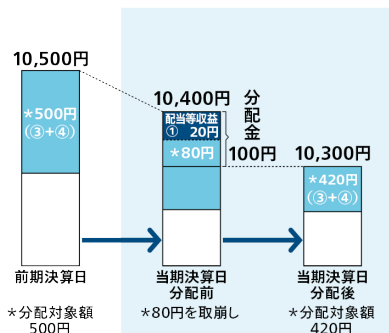 10,500円
*500円
(③+④)
前期決算日
*分配対象額
500円
10,400円
配当等収益
① 20円
*80円
分配金
100円
当期決算日
分配前
*80円を取崩し
10,300円
*420円
(③+④)
当期決算日
分配後
*分配対象額
420円